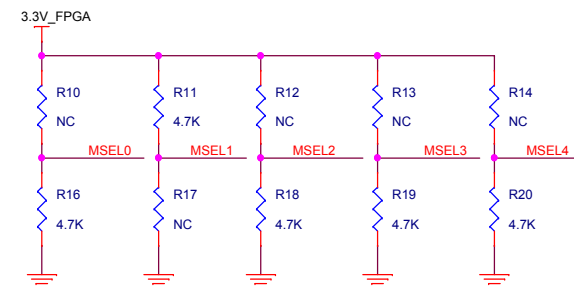 3.3V_FPGA
R10 R11 R12 R13 R14
NC 4.7K NC NC NC
MSEL0 MSEL1 MSEL2 MSEL3 MSEL4
R16 R17 R18 R19 R20
4.7K NC 4.7K 4.7K 4.7K